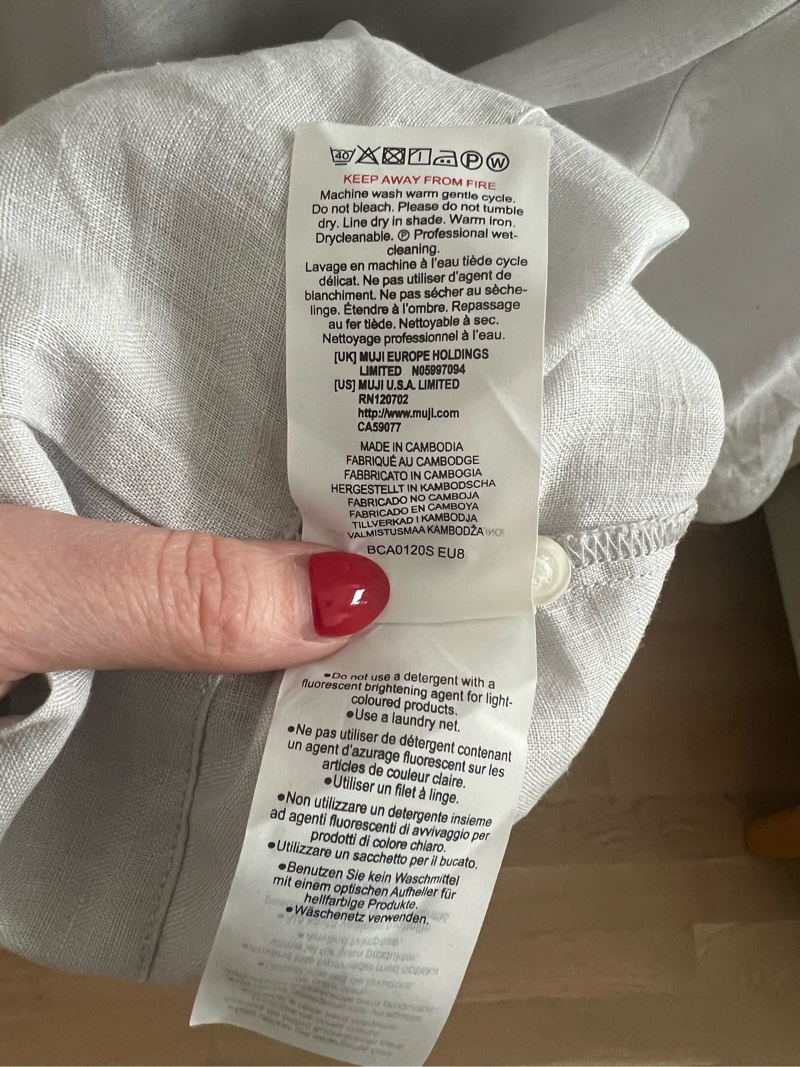 40 P W
KEEP AWAY FROM FIRE
Machine wash warm gentle cycle.
Do not bleach. Please do not tumble
dry. Line dry in shade. Warm iron.
Drycleanable. Ⓟ Professional wet-
cleaning.
Lavage en machine à l'eau tiède cycle
délicat. Ne pas utiliser d'agent de
blanchiment. Ne pas sécher au sèche-
linge. Étendre à l'ombre. Repassage
au fer tiède. Nettoyable à sec.
Nettoyage professionnel à l'eau.
[UK] MUJI EUROPE HOLDINGS
LIMITED N05997094
[US] MUJI U.S.A. LIMITED
RN120702
http://www.muji.com
CA59077
MADE IN CAMBODIA
FABRIQUÉ AU CAMBODGE
FABBRICATO IN CAMBOGIA
HERGESTELLT IN KAMBODSCHA
FABRICADO NO CAMBOJA
FABRICADO EN CAMBOYA
TILLVERKAD I KAMBODJA
VALMISTUSMAA KAMBODŽA
BCA0120S EU8
●Do not use a detergent with a
fluorescent brightening agent for light-
coloured products.
●Use a laundry net.
●Ne pas utiliser de détergent contenant
un agent d'azurage fluorescent sur les
articles de couleur claire.
●Utiliser un filet à linge.
●Non utilizzare un detergente insieme
ad agenti fluorescenti di avvivaggio per
prodotti di colore chiaro.
●Utilizzare un sacchetto per il bucato.
●Benutzen Sie kein Waschmittel
mit einem optischen Aufheller für
hellfarbige Produkte.
●Wäschenetz verwenden.